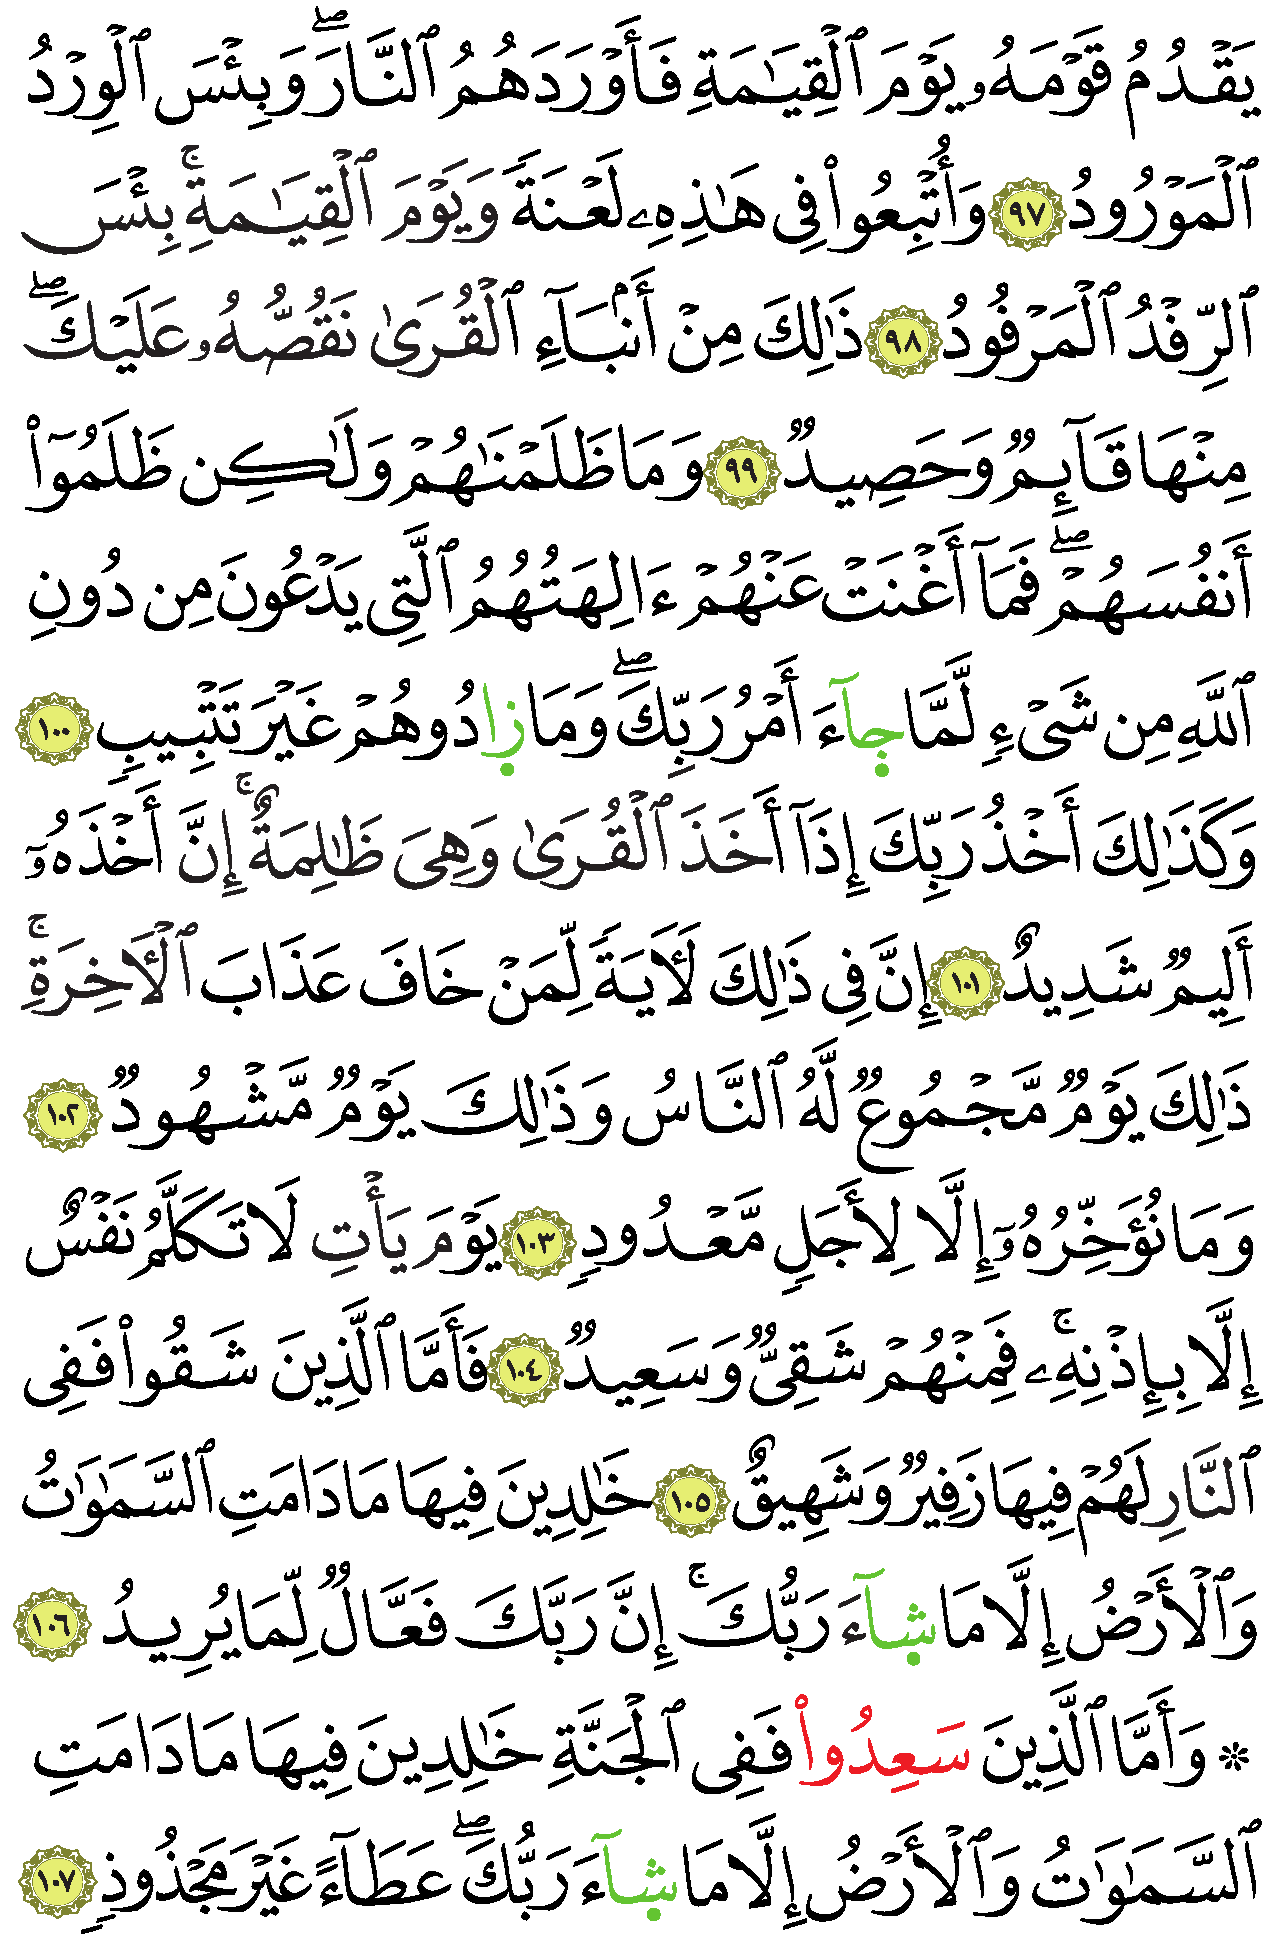 يَقۡدُمُ قَوۡمَهُۥ يَوۡمَ ٱلۡقِيَٰمَةِ فَأَوۡرَدَهُمُ ٱلنَّارَۖ وَبِئۡسَ ٱلۡوِرۡدُ
ٱلۡمَوۡرُودُ ٩٧ وَأُتۡبِعُواْ فِي هَٰذِهِۦ لَعۡنَةٗ وَيَوۡمَ ٱلۡقِيَٰمَةِۚ بِئۡسَ
ٱلرِّفۡدُ ٱلۡمَرۡفُودُ ٩٨ ذَٰلِكَ مِنۡ أَنۢبَآءِ ٱلۡقُرَىٰ نَقُصُّهُۥ عَلَيۡكَۖ
مِنۡهَا قَآئِمٞ وَحَصِيدٞ ٩٩ وَمَا ظَلَمۡنَٰهُمۡ وَلَٰكِن ظَلَمُوٓاْ
أَنفُسَهُمۡۖ فَمَآ أَغۡنَتۡ عَنۡهُمۡ ءَالِهَتُهُمُ ٱلَّتِي يَدۡعُونَ مِن دُونِ
ٱللَّهِ مِن شَيۡءٖ لَّمَّا جَآءَ أَمۡرُ رَبِّكَۖ وَمَا زَادُوهُمۡ غَيۡرَ تَتۡبِيبٖ ١٠٠
وَكَذَٰلِكَ أَخۡذُ رَبِّكَ إِذَآ أَخَذَ ٱلۡقُرَىٰ وَهِيَ ظَٰلِمَةٌۚ إِنَّ أَخۡذَهُۥٓ
أَلِيمٞ شَدِيدٌ ١٠١ إِنَّ فِي ذَٰلِكَ لَأٓيَةٗ لِّمَنۡ خَافَ عَذَابَ ٱلۡأٓخِرَةِۚ
ذَٰلِكَ يَوۡمٞ مَّجۡمُوعٞ لَّهُ ٱلنَّاسُ وَذَٰلِكَ يَوۡمٞ مَّشۡهُودٞ ١٠٢
وَمَا نُؤَخِّرُهُۥٓ إِلَّا لِأَجَلٖ مَّعۡدُودٖ ١٠٣ يَوۡمَ يَأۡتِ لَا تَكَلَّمُ نَفۡسٌ
إِلَّا بِإِذۡنِهِۦۚ فَمِنۡهُمۡ شَقِيّٞ وَسَعِيدٞ ١٠٤ فَأَمَّا ٱلَّذِينَ شَقُواْ فَفِي
ٱلنَّارِ لَهُمۡ فِيهَا زَفِيرٞ وَشَهِيقٌ ١٠٥ خَٰلِدِينَ فِيهَا مَا دَامَتِ ٱلسَّمَٰوَٰتُ
وَٱلۡأَرۡضُ إِلَّا مَا شَآءَ رَبُّكَۚ إِنَّ رَبَّكَ فَعَّالٞ لِّمَا يُرِيدُ ١٠٦
۞ وَأَمَّا ٱلَّذِينَ سَعِدُواْ فَفِي ٱلۡجَنَّةِ خَٰلِدِينَ فِيهَا مَا دَامَتِ
ٱلسَّمَٰوَٰتُ وَٱلۡأَرۡضُ إِلَّا مَا شَآءَ رَبُّكَۖ عَطَآءً غَيۡرَ مَجۡذُوذٖ ١٠٧